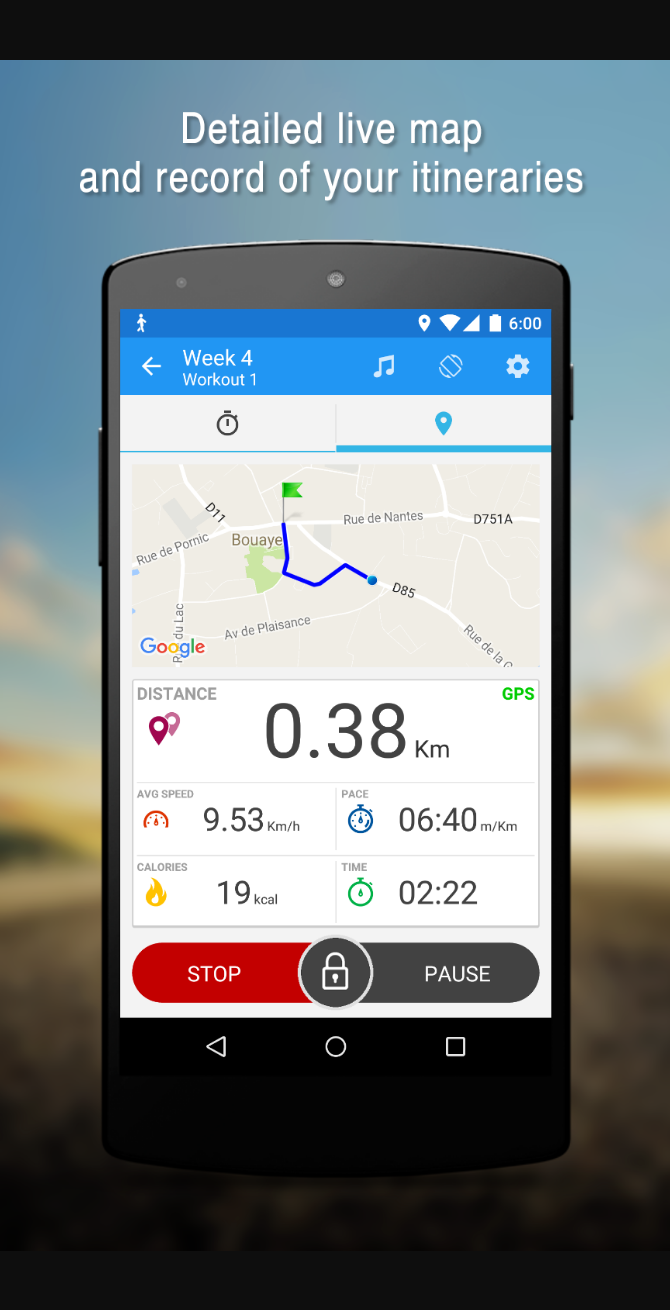 Detailed live map
and record of your itineraries
6:00
Week 4
Workout 1
D11
Rue de Nantes
D751A
Rue de Pornic
Bouaye
D85
Av de Plaisance
du Lac
Rue de la
Google
DISTANCE
GPS
0.38 Km
AVG SPEED
9.53 Km/h
PACE
06:40 m/Km
CALORIES
19 kcal
TIME
02:22
STOP
PAUSE